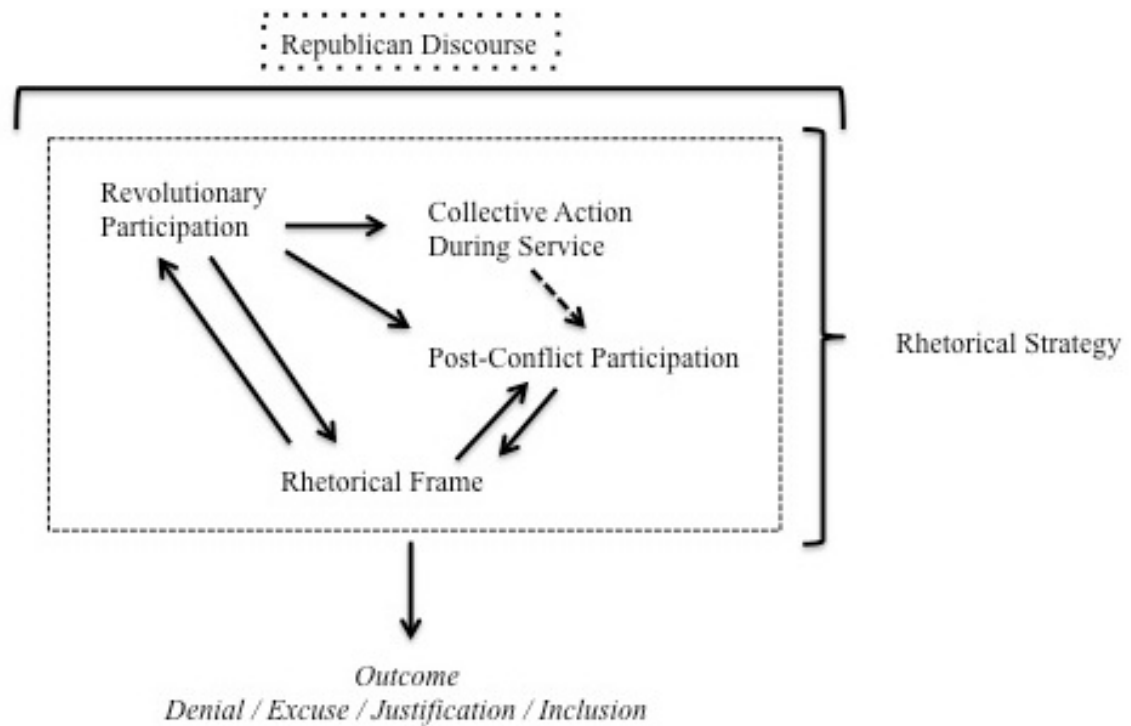 Republican Discourse
Revolutionary
Participation
Collective Action
During Service
Post-Conflict Participation
Rhetorical Strategy
Rhetorical Frame
Outcome
Denial / Excuse / Justification / Inclusion